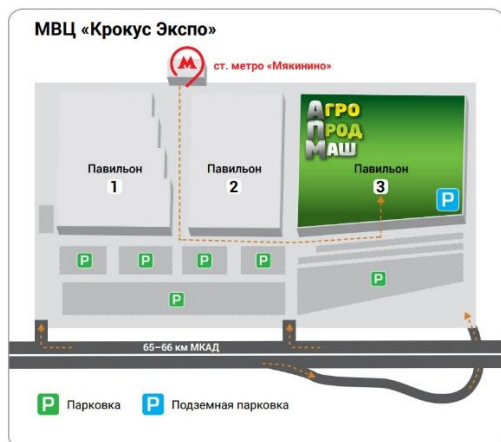 МВЦ «Крокус Экспо»
М
ст. метро «Мякинино»
АГРО
ПРОД
МАШ
Павильон
1
Павильон
2
Павильон
3
P
P
P
P
P
P
P
65–66 км МКАД
P Парковка
P Подземная парковка